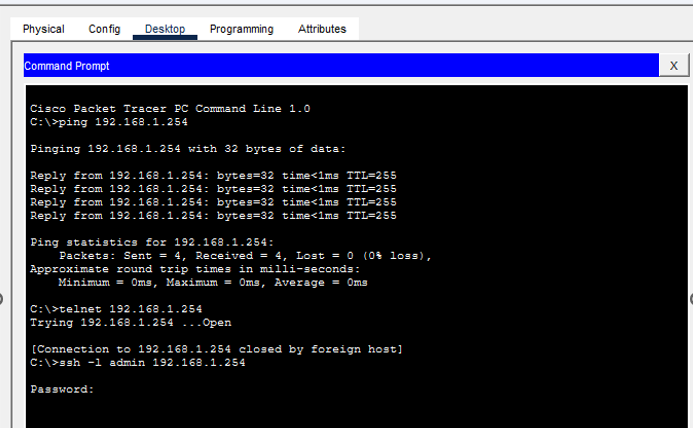 Physical Config Desktop Programming Attributes
Command Prompt X
Cisco Packet Tracer PC Command Line 1.0
C:\>ping 192.168.1.254
Pinging 192.168.1.254 with 32 bytes of data:
Reply from 192.168.1.254: bytes=32 time<1ms TTL=255
Reply from 192.168.1.254: bytes=32 time<1ms TTL=255
Reply from 192.168.1.254: bytes=32 time<1ms TTL=255
Reply from 192.168.1.254: bytes=32 time<1ms TTL=255
Ping statistics for 192.168.1.254:
    Packets: Sent = 4, Received = 4, Lost = 0 (0% loss),
Approximate round trip times in milli-seconds:
    Minimum = 0ms, Maximum = 0ms, Average = 0ms
C:\>telnet 192.168.1.254
Trying 192.168.1.254 ...Open
[Connection to 192.168.1.254 closed by foreign host]
C:\>ssh -l admin 192.168.1.254
Password: